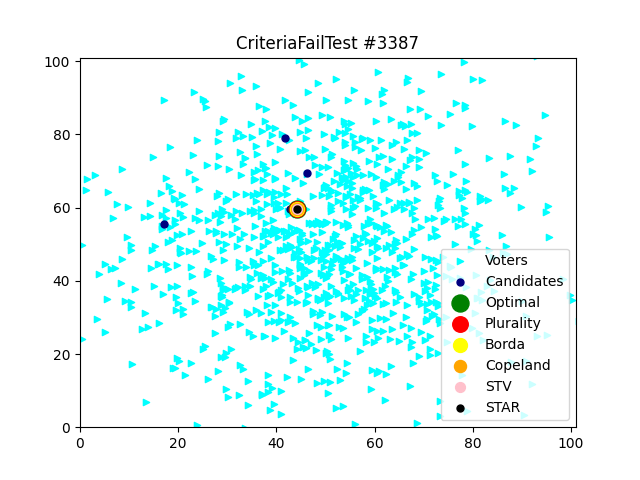 CriteriaFailTest #3387
100
80
60
40
20
0
0 20 40 60 80 100
Voters
Candidates
Optimal
Plurality
Borda
Copeland
STV
STAR